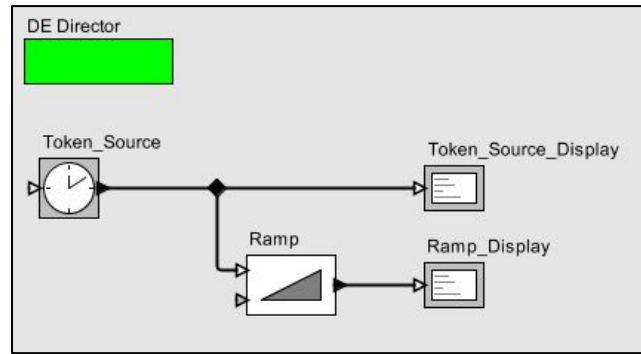 DE Director
Token_Source
Token_Source_Display
Ramp
Ramp_Display